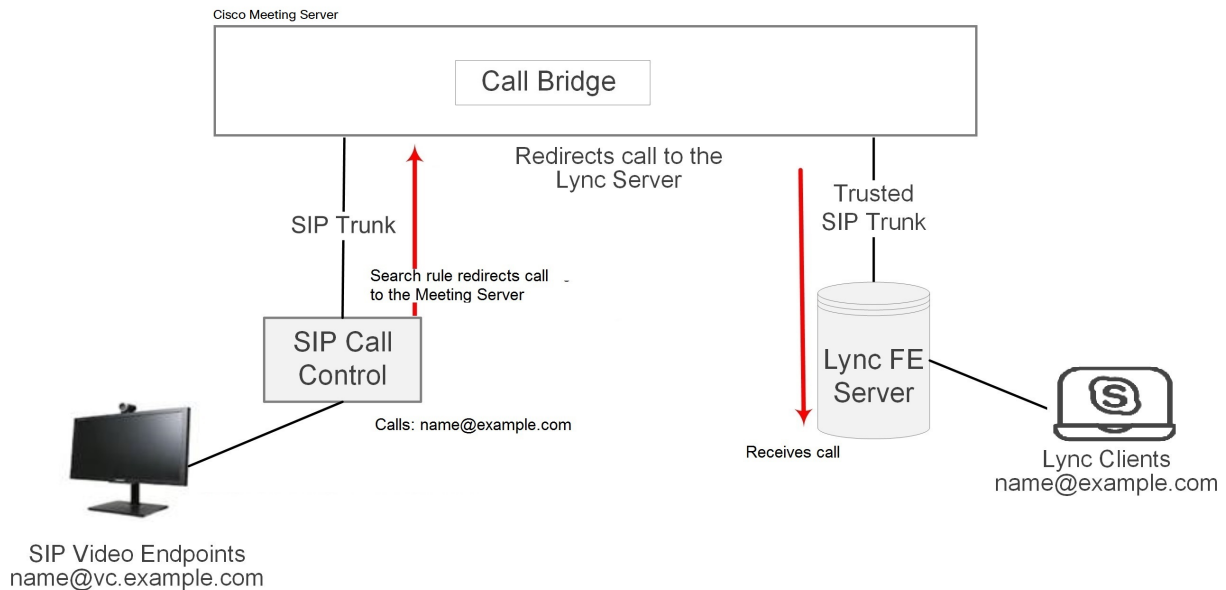 Cisco Meeting Server
Call Bridge
Redirects call to the
Lync Server
SIP Trunk
Trusted
SIP Trunk
Search rule redirects call
to the Meeting Server
SIP Call
Control
Lync FE
Server
Calls: name@example.com
Receives call
S
Lync Clients
name@example.com
SIP Video Endpoints
name@vc.example.com